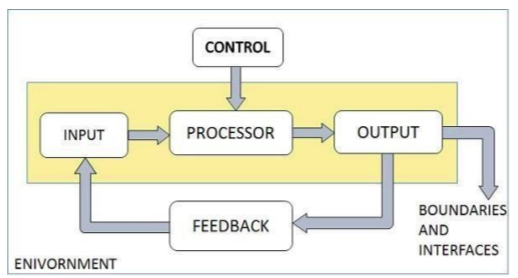 CONTROL
INPUT
PROCESSOR
OUTPUT
FEEDBACK
BOUNDARIES
AND
INTERFACES
ENIVORNMENT